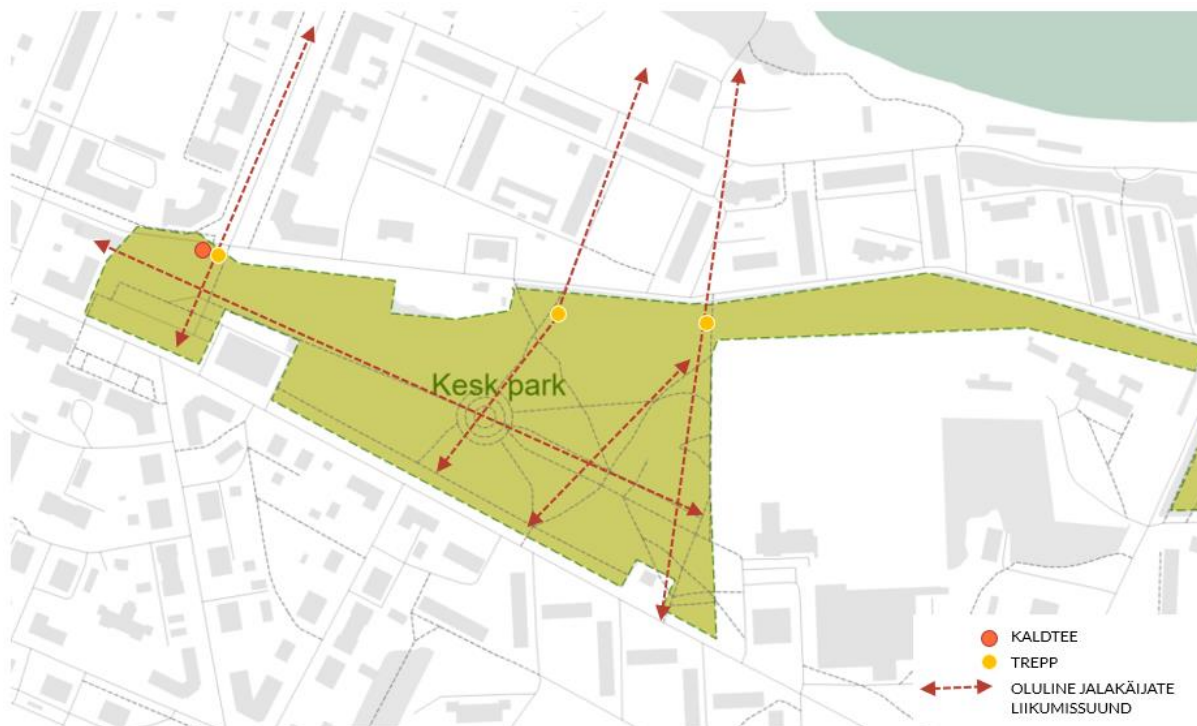 Kesk park
KALDTEE
TREPP
OLULINE JALAKÄIJATE
LIIKUMISSUUND